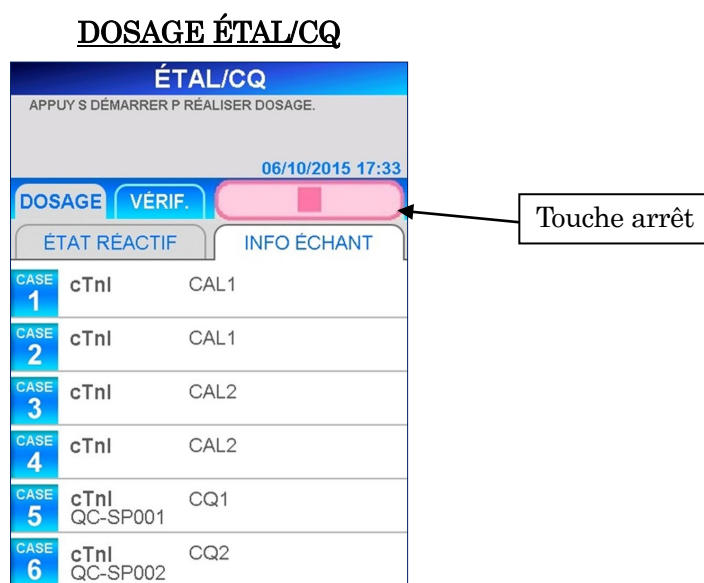 DOSAGE ÉTAL/CQ
ÉTAL/CQ
APPUY S DÉMARRER P RÉALISER DOSAGE.
06/10/2015 17:33
DOSAGE VÉRIF.
Touche arrêt
ÉTAT RÉACTIF INFO ÉCHANT
CASE 1 cTnI CAL1
CASE 2 cTnI CAL1
CASE 3 cTnI CAL2
CASE 4 cTnI CAL2
CASE 5 cTnI CQ1
QC-SP001
CASE 6 cTnI CQ2
QC-SP002